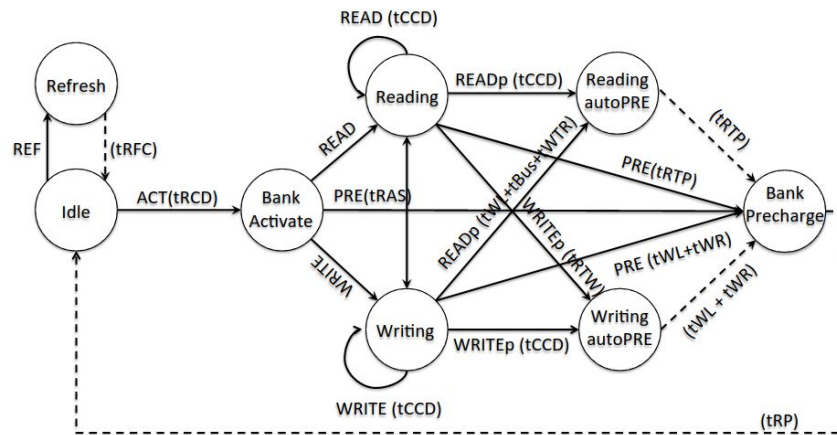 READ (tCCD)
Refresh
Reading
READp (tCCD)
Reading
autoPRE
REF
(tRFC)
READ
(tRTP)
Idle
ACT(tRCD)
Bank
Activate
PRE(tRAS)
READp (tWL+tBus+tWTR)
PRE(tRTP)
Bank
Precharge
WRITE
WRITEp (tRTW)
PRE (tWL+tWR)
(tWL + tWR)
Writing
WRITEp (tCCD)
Writing
autoPRE
WRITE (tCCD)
(tRP)